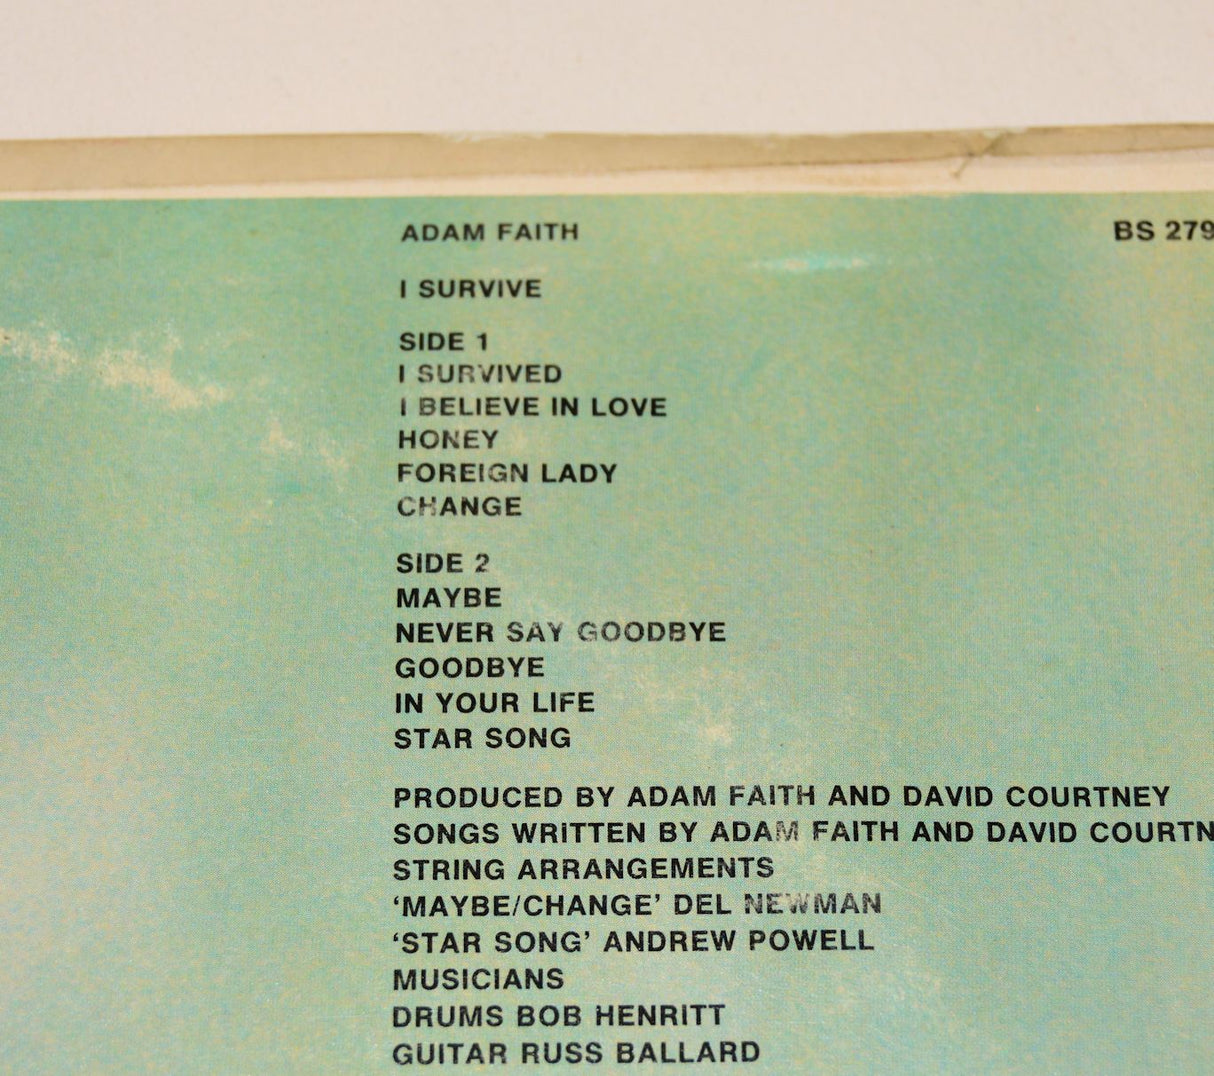 ADAM FAITH
BS 279
I SURVIVE
SIDE 1
I SURVIVED
I BELIEVE IN LOVE
HONEY
FOREIGN LADY
CHANGE
SIDE 2
MAYBE
NEVER SAY GOODBYE
GOODBYE
IN YOUR LIFE
STAR SONG
PRODUCED BY ADAM FAITH AND DAVID COURTNEY
SONGS WRITTEN BY ADAM FAITH AND DAVID COURTN
STRING ARRANGEMENTS
‘MAYBE/CHANGE’ DEL NEWMAN
‘STAR SONG’ ANDREW POWELL
MUSICIANS
DRUMS BOB HENRITT
GUITAR RUSS BALLARD